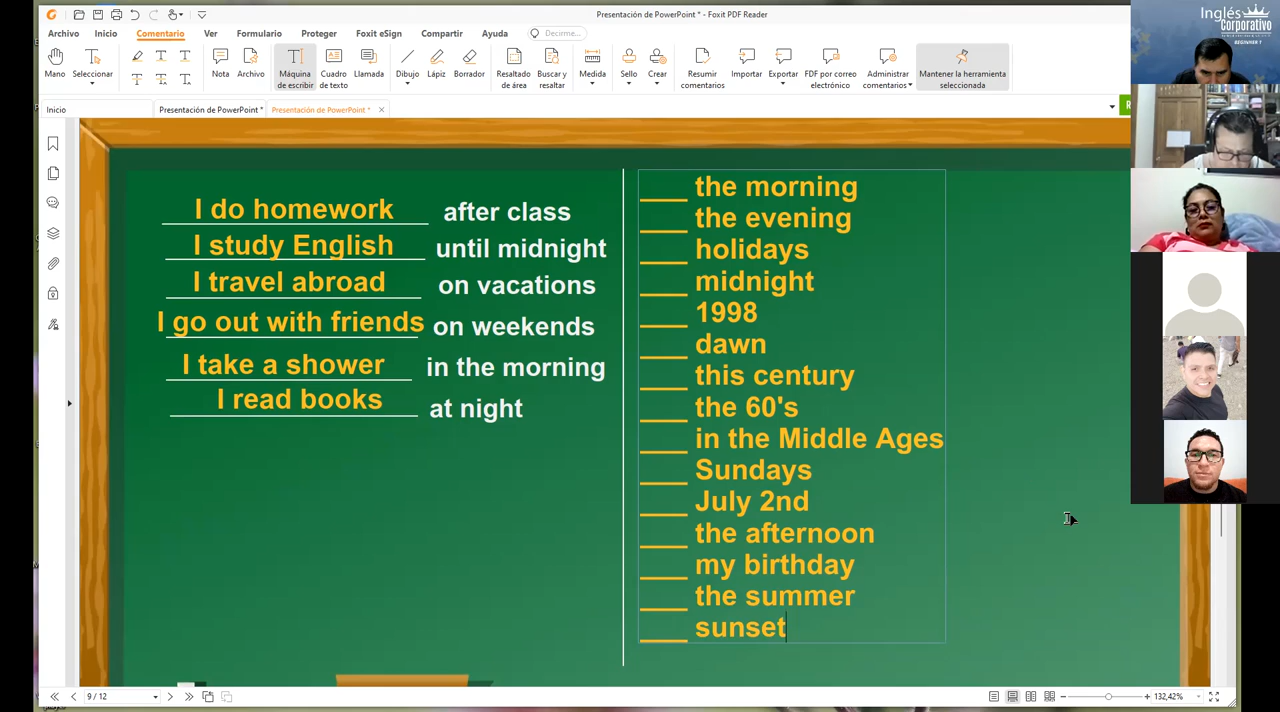 Presentación de PowerPoint * - Foxit PDF Reader
Archivo Inicio Comentario Ver Formulario Proteger Foxit eSign Compartir Ayuda Decirme...
Mano Seleccionar Nota Archivo Máquina de escribir Cuadro de texto Llamada Dibujo Lápiz Borrador Resaltado de área Buscar y resaltar Medida Sello Crear Resumir comentarios Importar Exportar FDF por correo electrónico Administrar comentarios Mantener la herramienta seleccionada
Inicio Presentación de PowerPoint * Presentación de PowerPoint *
Inglés
Corporativo
BEGINNER 1
I do homework after class
I study English until midnight
I travel abroad on vacations
I go out with friends on weekends
I take a shower in the morning
I read books at night
____ the morning
____ the evening
____ holidays
____ midnight
____ 1998
____ dawn
____ this century
____ the 60's
____ in the Middle Ages
____ Sundays
____ July 2nd
____ the afternoon
____ my birthday
____ the summer
____ sunset
9 / 12
132,42%